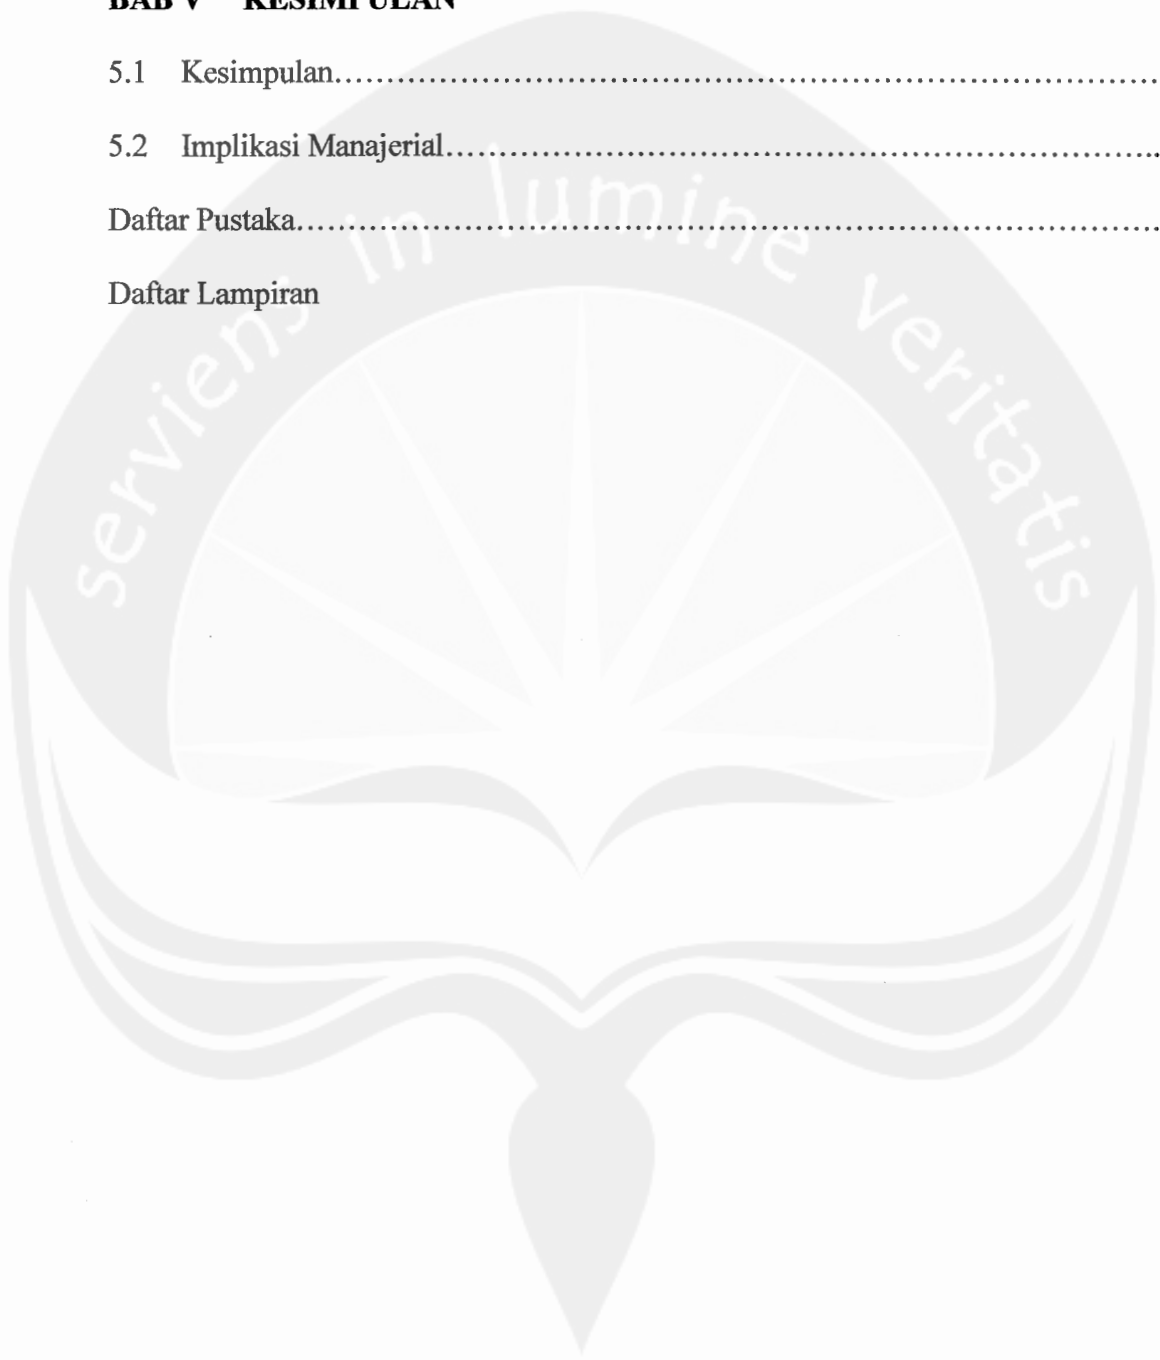 BAB V KESIMPULAN
5.1 Kesimpulan……………………………………………………………………
5.2 Implikasi Manajerial……………………………………………………………..
Daftar Pustaka……………………………………………………………………
Daftar Lampiran
serviens in lumine veritatis